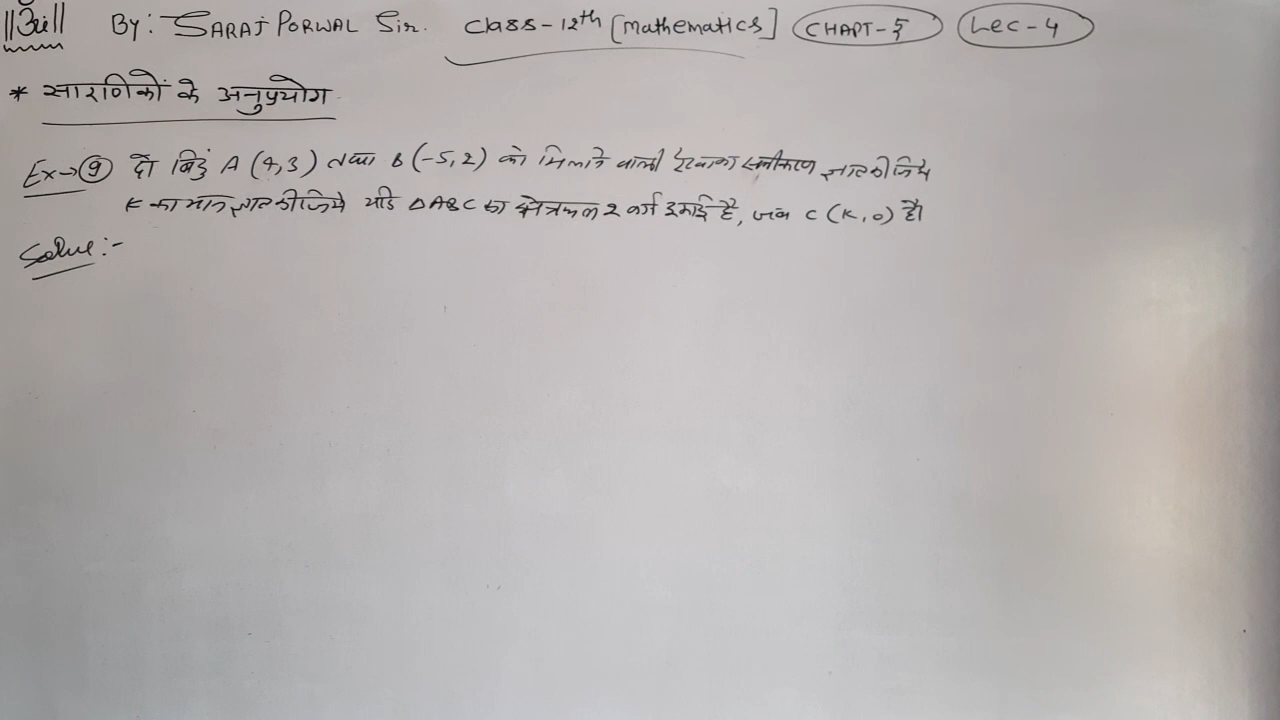 ||ॐ|| By: SARAJ PORWAL Sir. Class-12th [Mathematics] CHAPT-5 Lec-4
* सारणिकों के अनुप्रयोग
Ex→ 9 दो बिंदु A (4,3) तथा B (-5,2) को मिलाने वाली रेखा का समीकरण ज्ञात कीजिये
K का मान ज्ञात कीजिये यदि ΔABC का क्षेत्रफल 2 वर्ग इकाई है, जब C (K,0) है।
Solve:-